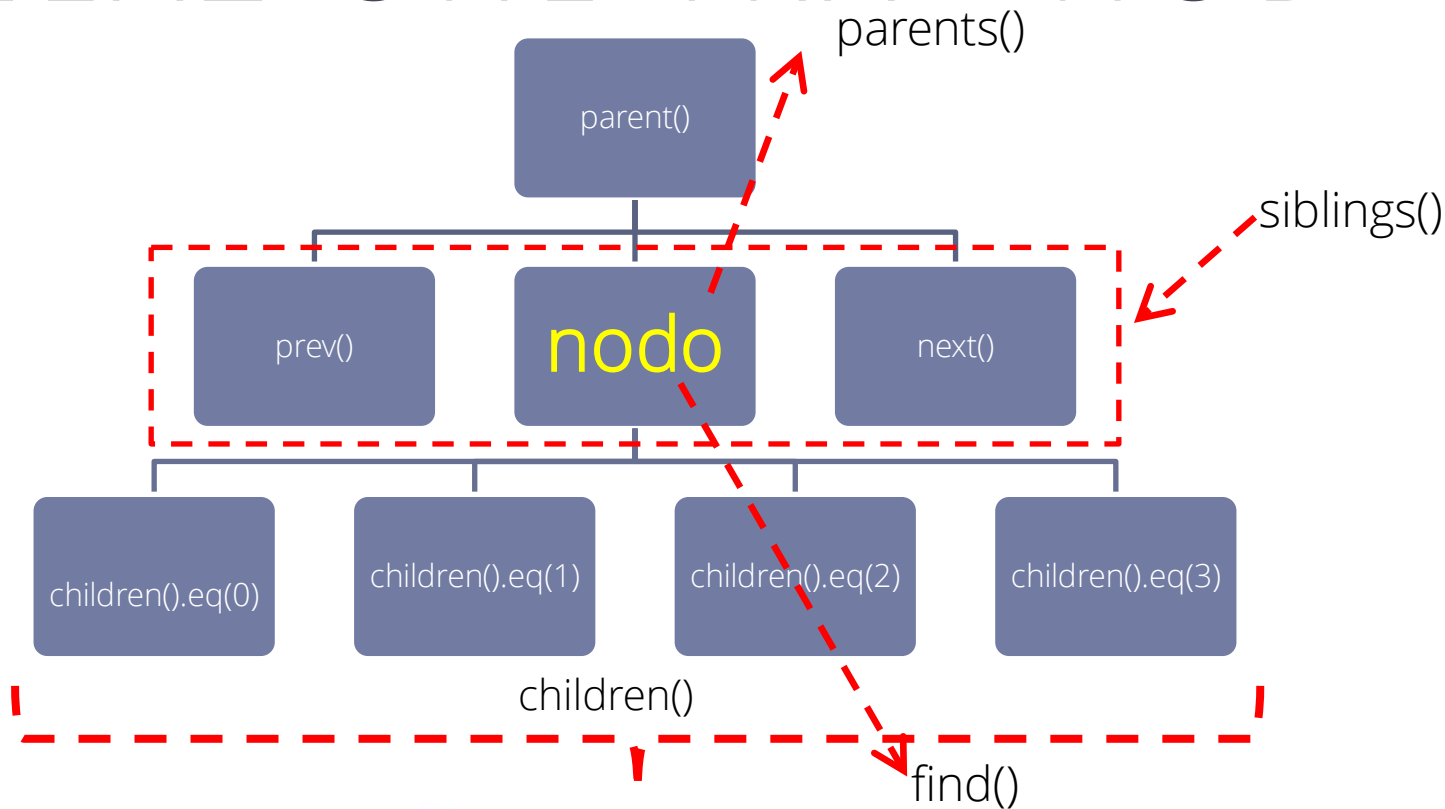 parents()
parent()
siblings()
prev()
nodo
next()
children().eq(0)
children().eq(1)
children().eq(2)
children().eq(3)
children()
find()